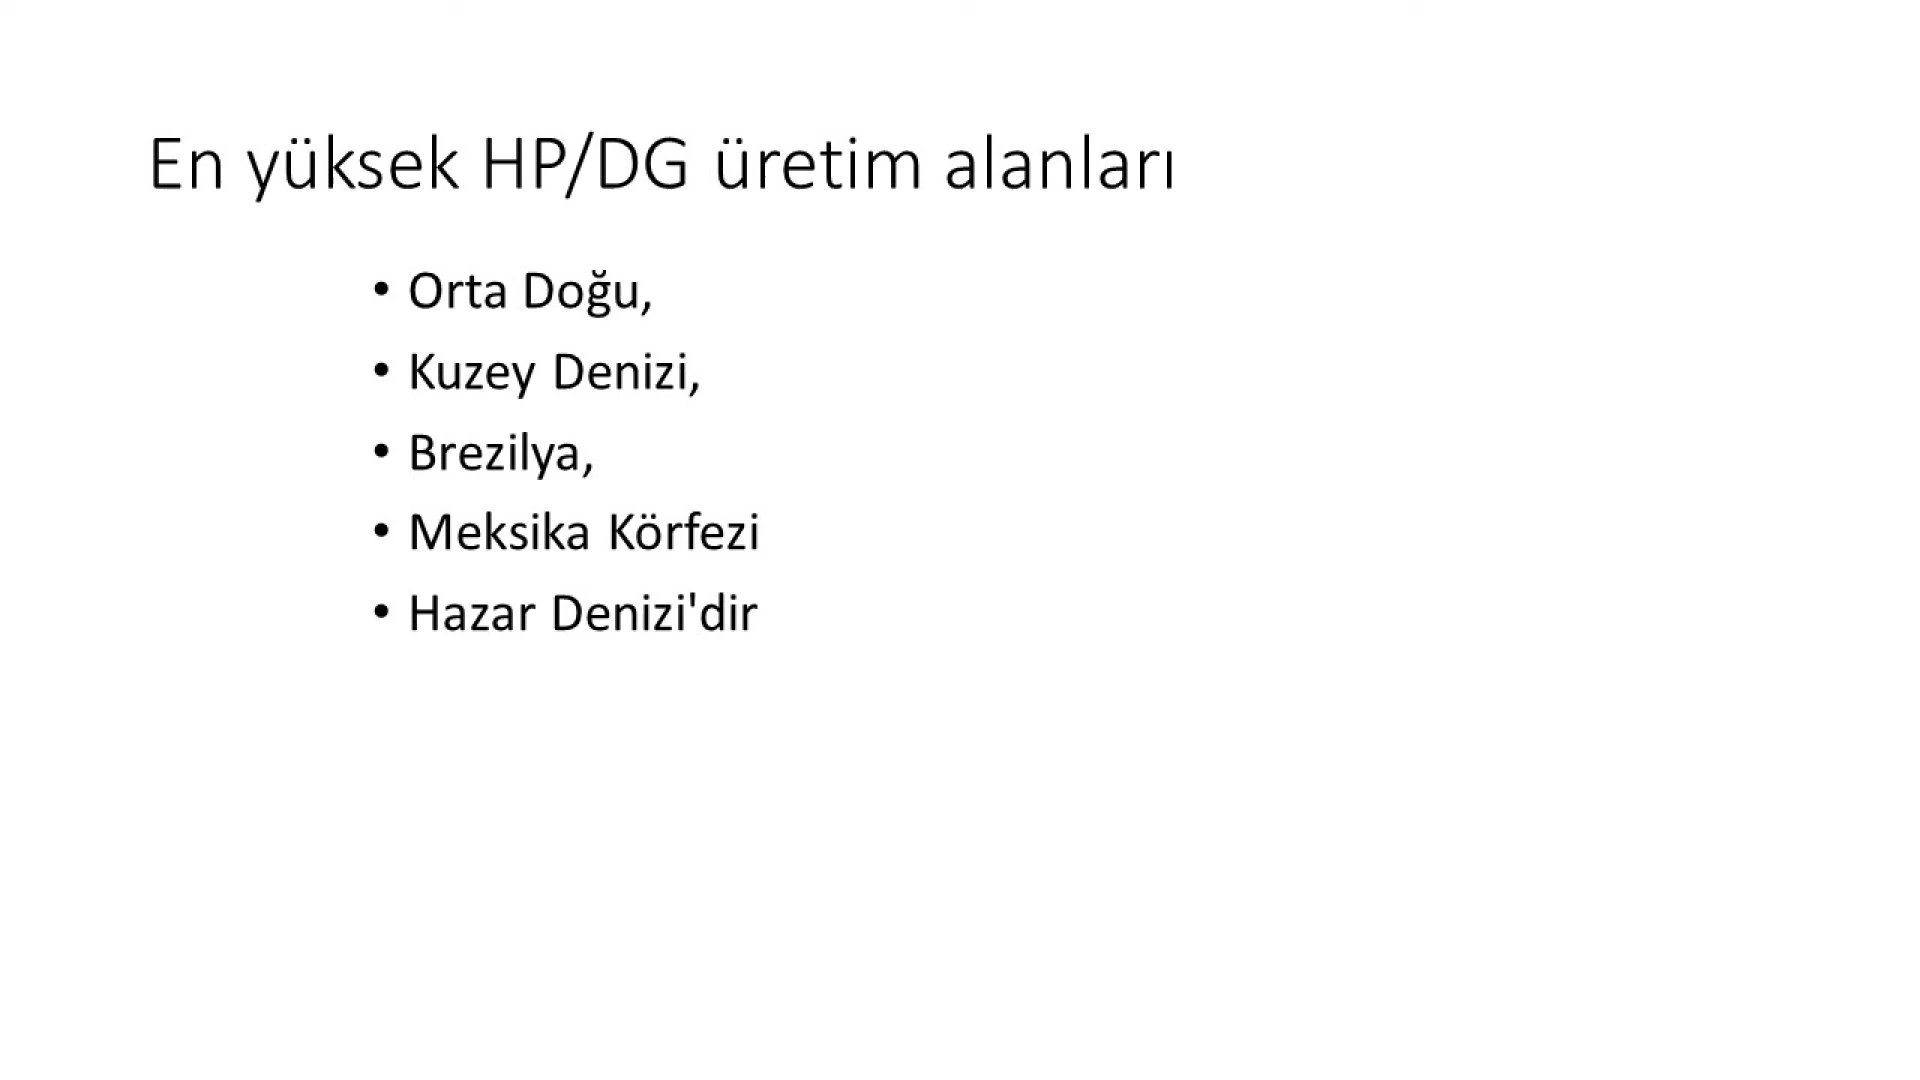 En yüksek HP/DG üretim alanları
• Orta Doğu,
• Kuzey Denizi,
• Brezilya,
• Meksika Körfezi
• Hazar Denizi'dir